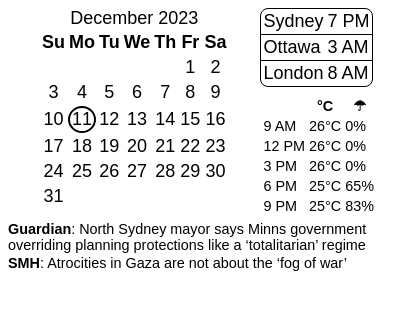 December 2023
Su Mo Tu We Th Fr Sa
1 2
3 4 5 6 7 8 9
10 11 12 13 14 15 16
17 18 19 20 21 22 23
24 25 26 27 28 29 30
31
Sydney 7 PM
Ottawa 3 AM
London 8 AM
°C ☂
9 AM 26°C 0%
12 PM 26°C 0%
3 PM 26°C 0%
6 PM 25°C 65%
9 PM 25°C 83%
Guardian: North Sydney mayor says Minns government
overriding planning protections like a ‘totalitarian’ regime
SMH: Atrocities in Gaza are not about the ‘fog of war’